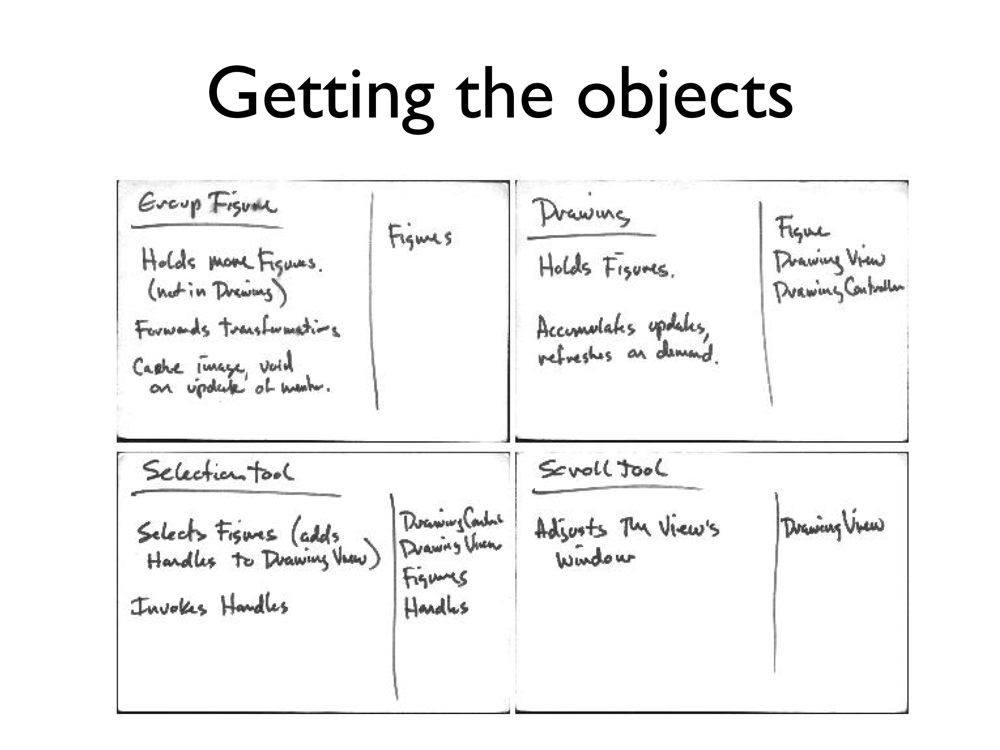 Getting the objects
Group Figure
Figures
Holds more Figures.
(not in Drawing)
Forwards transformations
Cache image, void
on update of member.
Drawing
Figure
Drawing View
Drawing Controller
Holds Figures.
Accumulates updates,
refreshes on demand.
Selection tool
Selects Figures (adds
Handles to Drawing View)
Invokes Handles
Drawing
Drawing View
Figures
Handles
Scroll tool
Adjusts The View's
Window
Drawing View